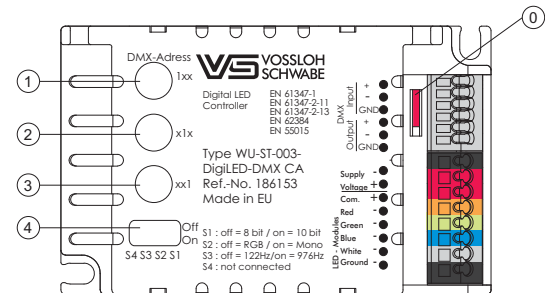 0
DMX-Adress
1
1xx
VS VOSSLOH
SCHWABE
Digital LED
Controller
EN 61347-1
EN 61347-2-11
EN 61347-2-13
EN 62384
EN 55015
2
x1x
Type WU-ST-003-
DigiLED-DMX CA
Ref.-No. 186153
Made in EU
3
xx1
4
Off
On
S4 S3 S2 S1
S1 : off = 8 bit / on = 10 bit
S2 : off = RGB / on = Mono
S3 : off = 122Hz/on = 976Hz
S4 : not connected
DMX
Input
+
-
GND
Output
+
-
GND
Supply -
Voltage +
LED - Modules
Com. +
Red -
Green -
Blue -
White -
Ground -